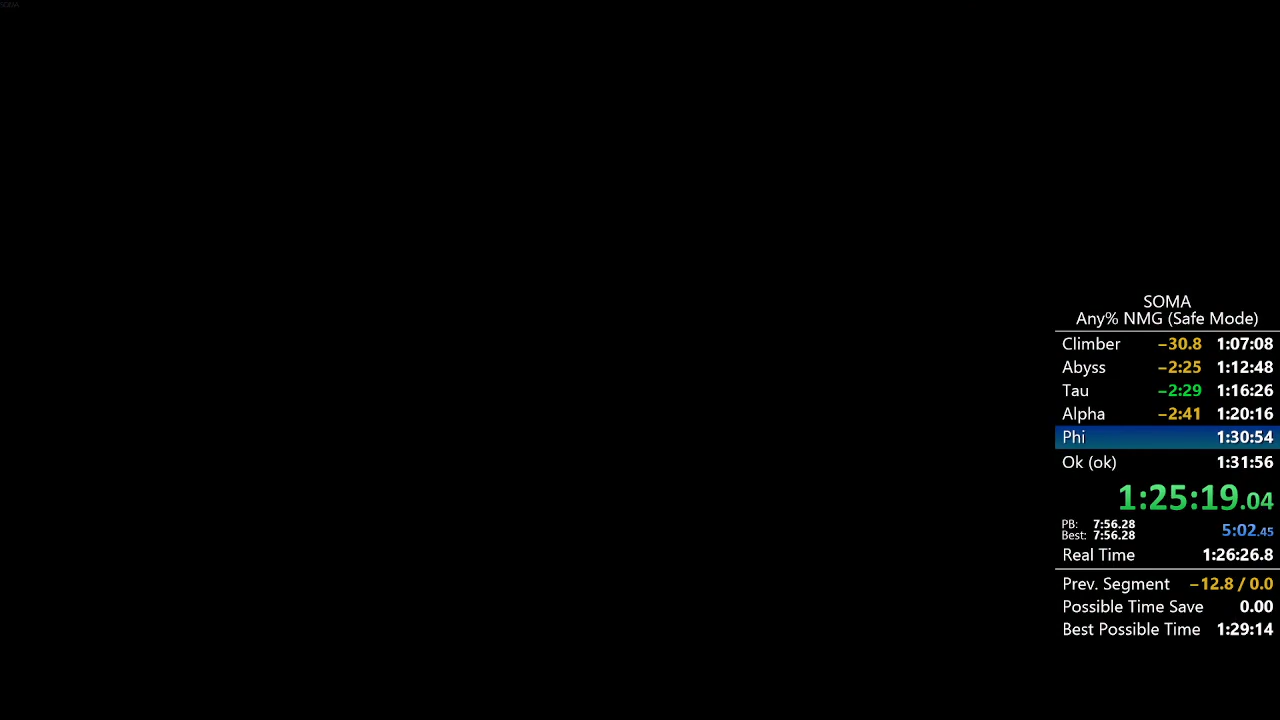 SOMA
SOMA
Any% NMG (Safe Mode)
Climber −30.8 1:07:08
Abyss −2:25 1:12:48
Tau −2:29 1:16:26
Alpha −2:41 1:20:16
Phi 1:30:54
Ok (ok) 1:31:56
1:25:19.04
PB: 7:56.28
Best: 7:56.28
5:02.45
Real Time 1:26:26.8
Prev. Segment −12.8 / 0.0
Possible Time Save 0.00
Best Possible Time 1:29:14